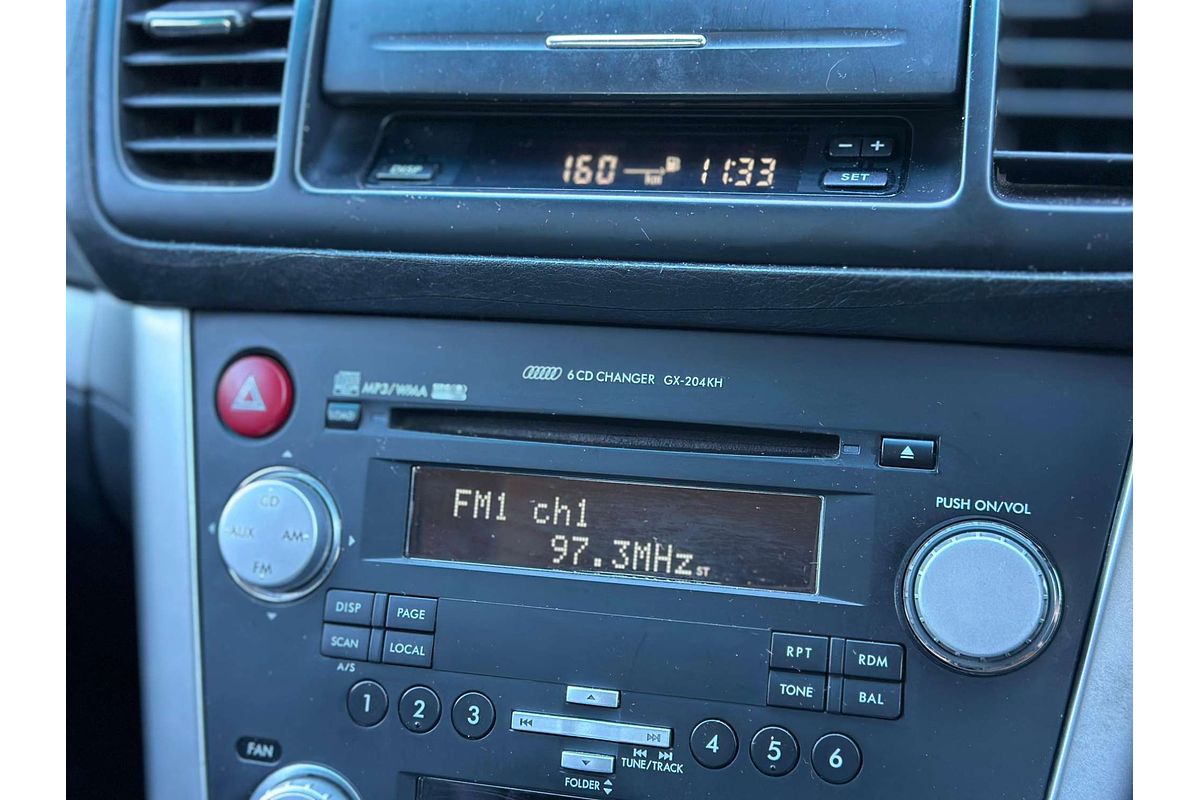 160 km 11:33
DISP
− +
SET
6 CD CHANGER GX-204KH
MP3/WMA
LOAD
CD
AUX AM
FM
FM1 ch1
97.3MHz ST
PUSH ON/VOL
DISP PAGE
SCAN LOCAL
A/S
RPT RDM
TONE BAL
1 2 3
4 5 6
TUNE/TRACK
FOLDER
FAN